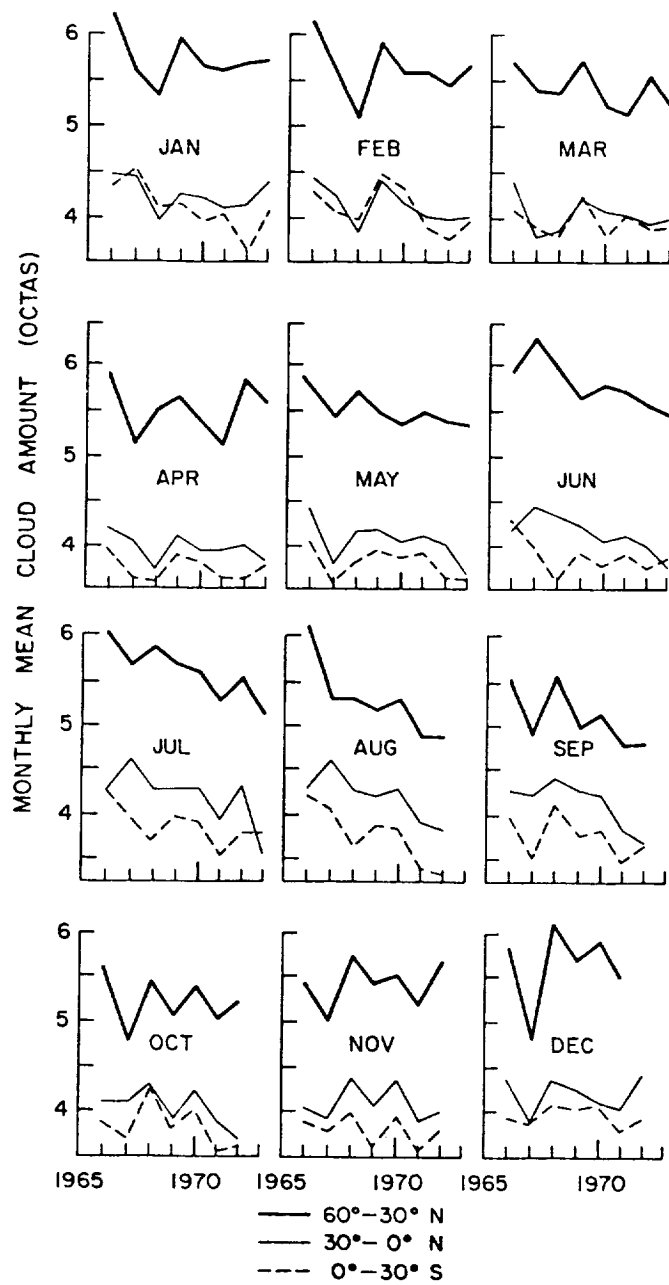 MONTHLY MEAN CLOUD AMOUNT (OCTAS)
6
5
4
JAN
FEB
MAR
6
5
4
APR
MAY
JUN
6
5
4
JUL
AUG
SEP
6
5
4
OCT
NOV
DEC
1965 1970 1965 1970 1965 1970
60°–30° N
30°–0° N
0°–30° S